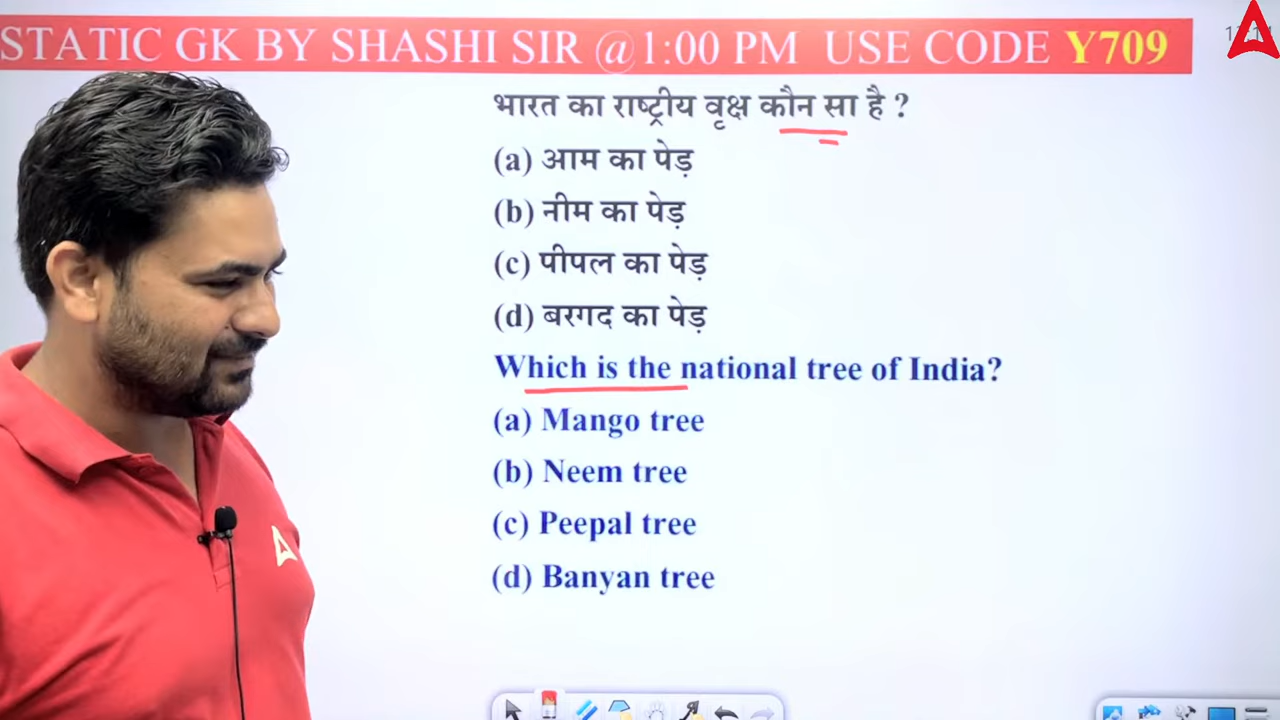 STATIC GK BY SHASHI SIR @1:00 PM USE CODE Y709
भारत का राष्ट्रीय वृक्ष कौन सा है ?
(a) आम का पेड़
(b) नीम का पेड़
(c) पीपल का पेड़
(d) बरगद का पेड़
Which is the national tree of India?
(a) Mango tree
(b) Neem tree
(c) Peepal tree
(d) Banyan tree